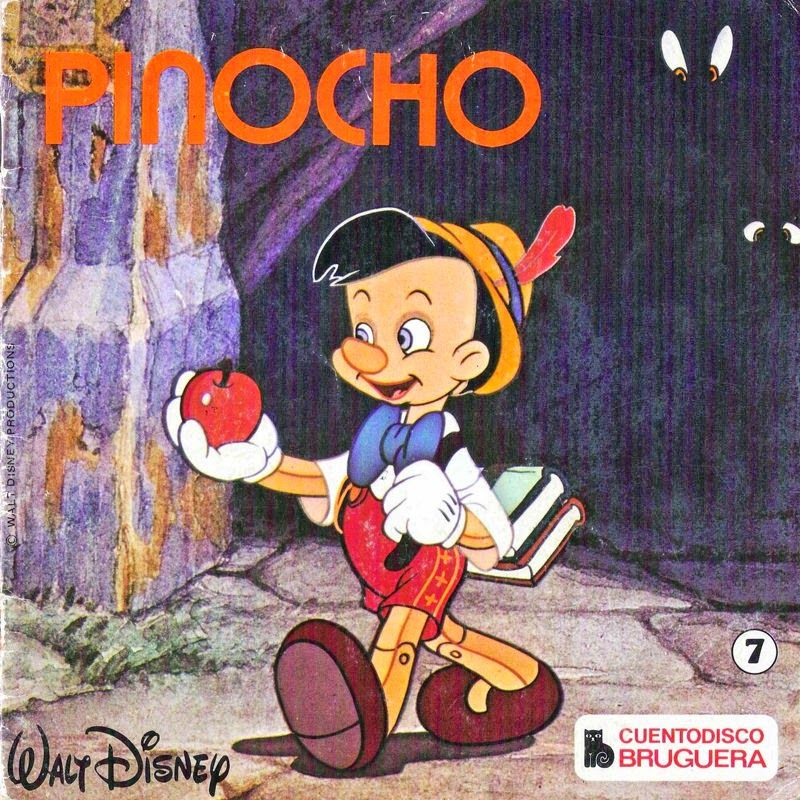 PINOCHO
© WALT DISNEY PRODUCTIONS
7
WALT DISNEY
CUENTODISCO
BRUGUERA